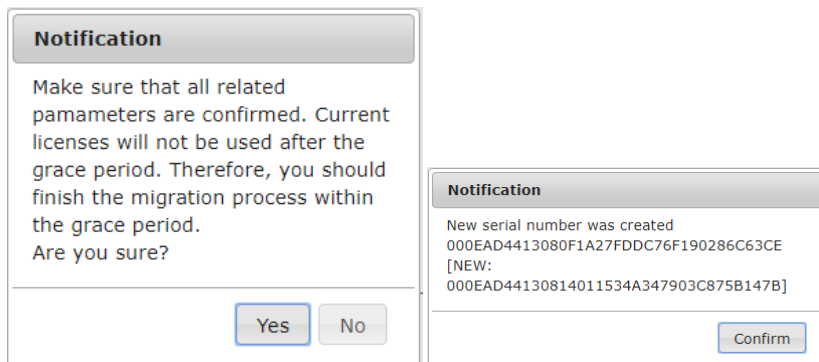 Notification
Make sure that all related
pamameters are confirmed. Current
licenses will not be used after the
grace period. Therefore, you should
finish the migration process within
the grace period.
Are you sure?
Yes No
Notification
New serial number was created
000EAD4413080F1A27FDDC76F190286C63CE
[NEW:
000EAD44130814011534A347903C875B147B]
Confirm